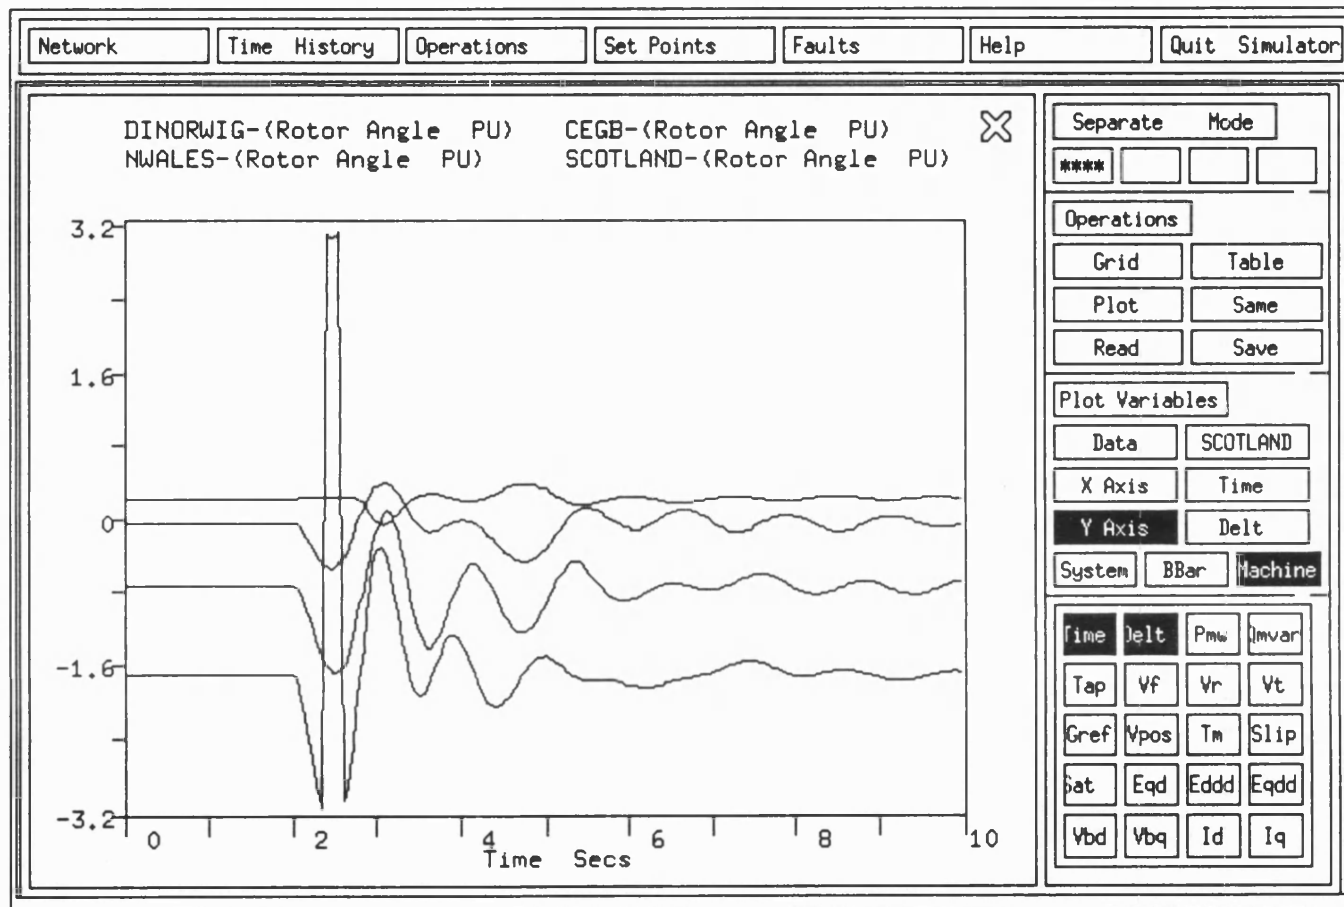 Network Time History Operations Set Points Faults Help Quit Simulator
DINORWIG-(Rotor Angle PU) CEGB-(Rotor Angle PU)
NWALES-(Rotor Angle PU) SCOTLAND-(Rotor Angle PU)
3.2
1.6
0
-1.6
-3.2
0 2 4 6 8 10
Time Secs
Separate Mode
****
Operations
Grid Table
Plot Same
Read Save
Plot Variables
Data SCOTLAND
X Axis Time
Y Axis Delt
System BBar Machine
Time Delt Pmw Qmvar
Tap Vf Vr Vt
Gref Vpos Tm Slip
Sat Eqd Eddd Eqdd
Vbd Vbq Id Iq